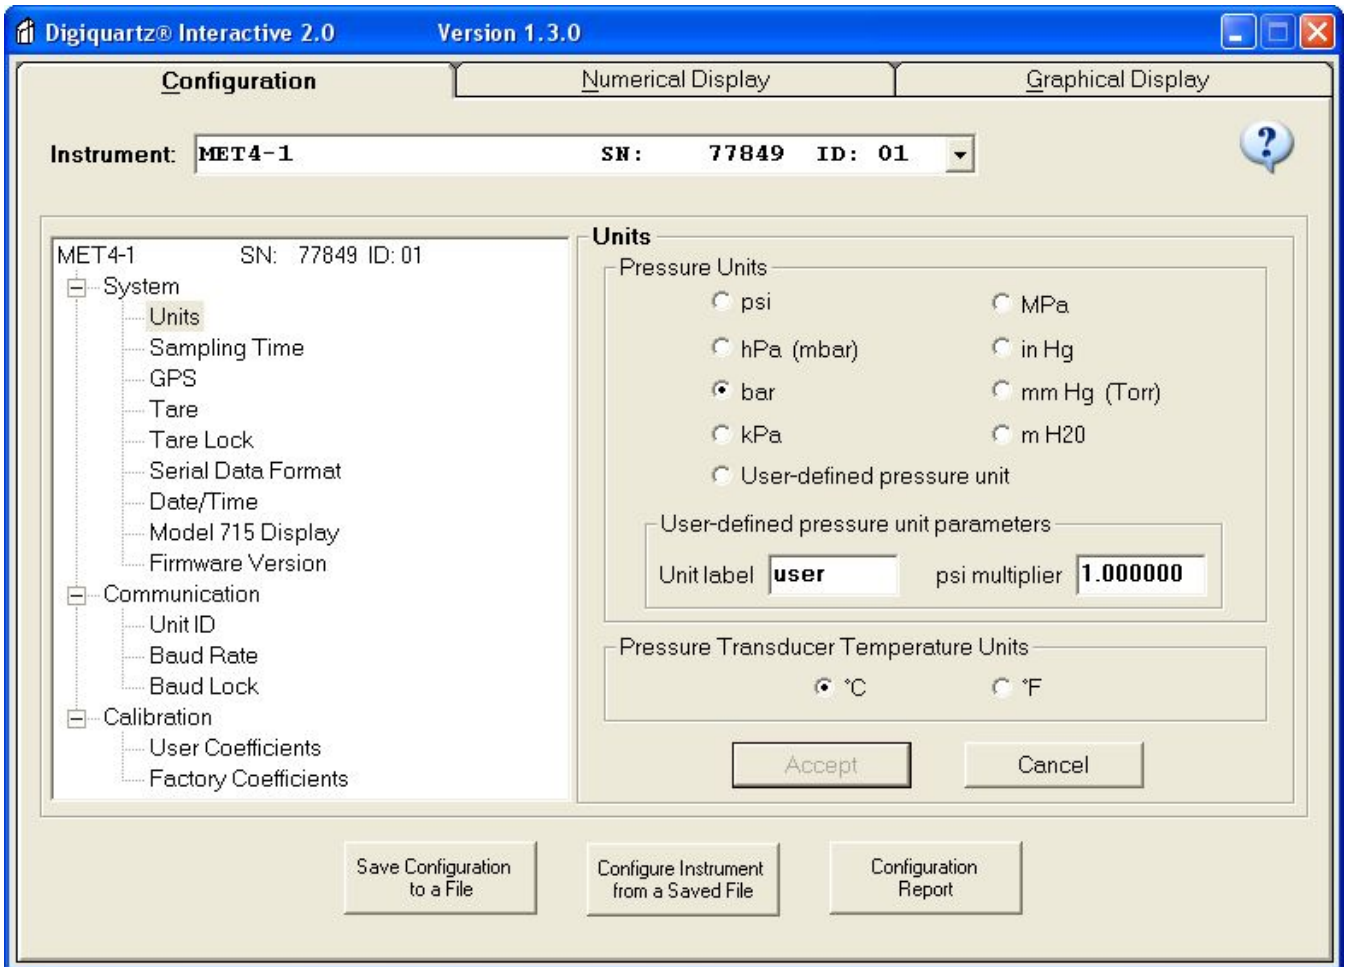 Digiquartz® Interactive 2.0 Version 1.3.0
Configuration Numerical Display Graphical Display
Instrument: MET4-1 SN: 77849 ID: 01
?
MET4-1 SN: 77849 ID: 01
System
Units
Sampling Time
GPS
Tare
Tare Lock
Serial Data Format
Date/Time
Model 715 Display
Firmware Version
Communication
Unit ID
Baud Rate
Baud Lock
Calibration
User Coefficients
Factory Coefficients
Units
Pressure Units
psi MPa
hPa (mbar) in Hg
bar mm Hg (Torr)
kPa m H20
User-defined pressure unit
User-defined pressure unit parameters
Unit label user psi multiplier 1.000000
Pressure Transducer Temperature Units
°C °F
Accept Cancel
Save Configuration
to a File
Configure Instrument
from a Saved File
Configuration
Report